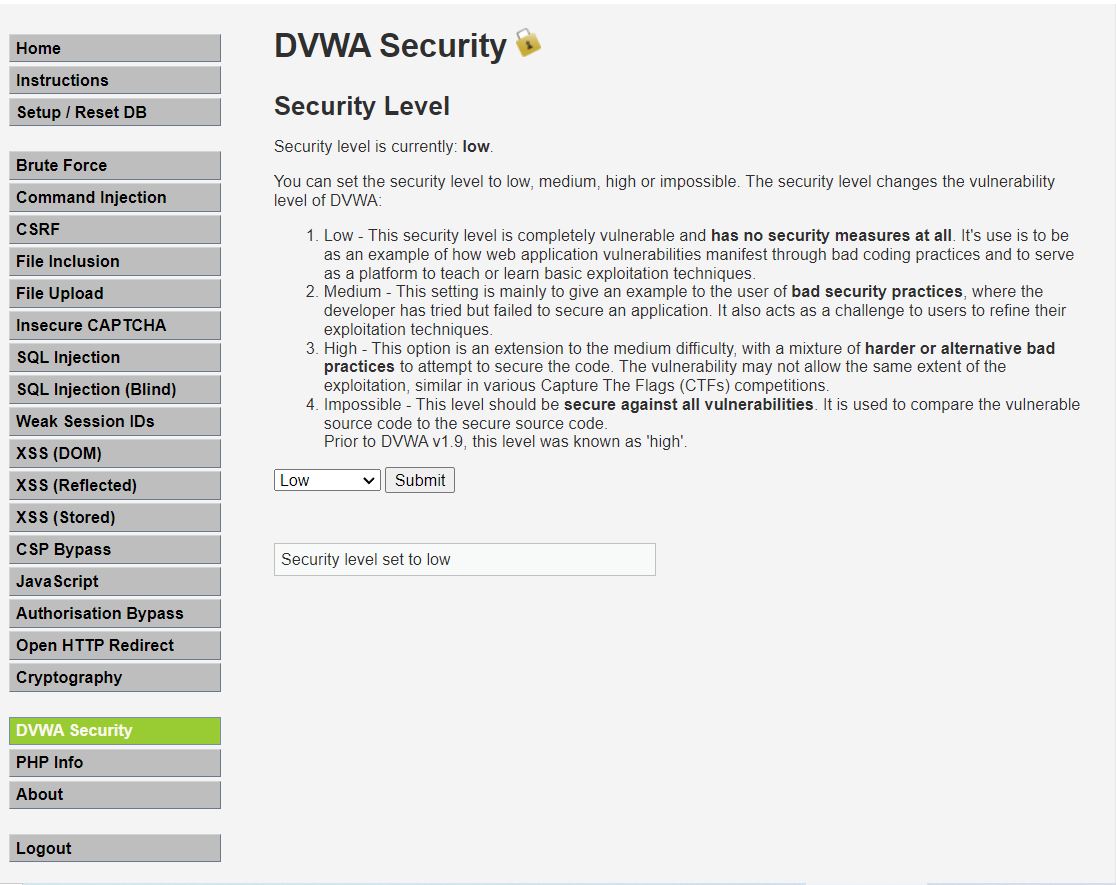 Home
Instructions
Setup / Reset DB
Brute Force
Command Injection
CSRF
File Inclusion
File Upload
Insecure CAPTCHA
SQL Injection
SQL Injection (Blind)
Weak Session IDs
XSS (DOM)
XSS (Reflected)
XSS (Stored)
CSP Bypass
JavaScript
Authorisation Bypass
Open HTTP Redirect
Cryptography
DVWA Security
PHP Info
About
Logout
DVWA Security
Security Level
Security level is currently: low.
You can set the security level to low, medium, high or impossible. The security level changes the vulnerability
level of DVWA:
1. Low - This security level is completely vulnerable and has no security measures at all. It's use is to be
as an example of how web application vulnerabilities manifest through bad coding practices and to serve
as a platform to teach or learn basic exploitation techniques.
2. Medium - This setting is mainly to give an example to the user of bad security practices, where the
developer has tried but failed to secure an application. It also acts as a challenge to users to refine their
exploitation techniques.
3. High - This option is an extension to the medium difficulty, with a mixture of harder or alternative bad
practices to attempt to secure the code. The vulnerability may not allow the same extent of the
exploitation, similar in various Capture The Flags (CTFs) competitions.
4. Impossible - This level should be secure against all vulnerabilities. It is used to compare the vulnerable
source code to the secure source code.
Prior to DVWA v1.9, this level was known as 'high'.
Low Submit
Security level set to low